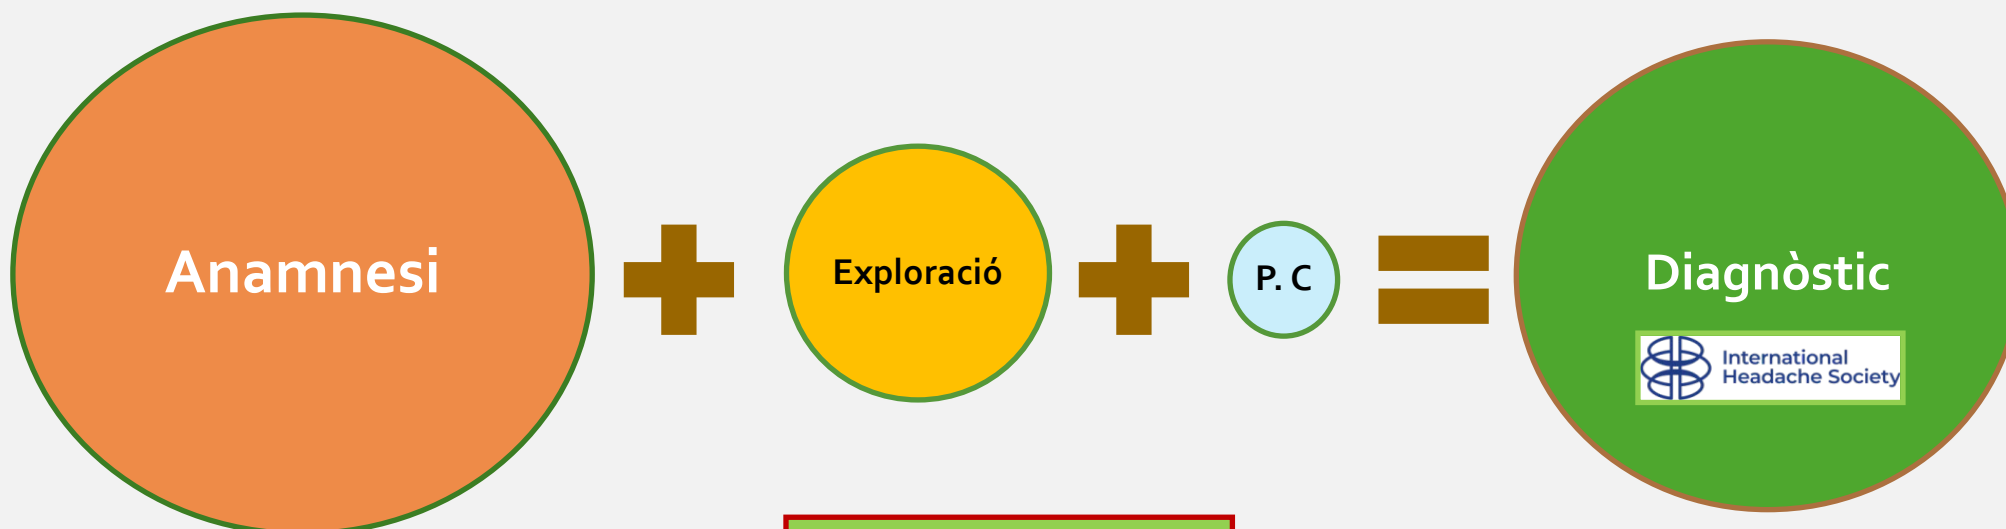 Anamnesi
Exploració
P. C
Diagnòstic
International
Headache Society